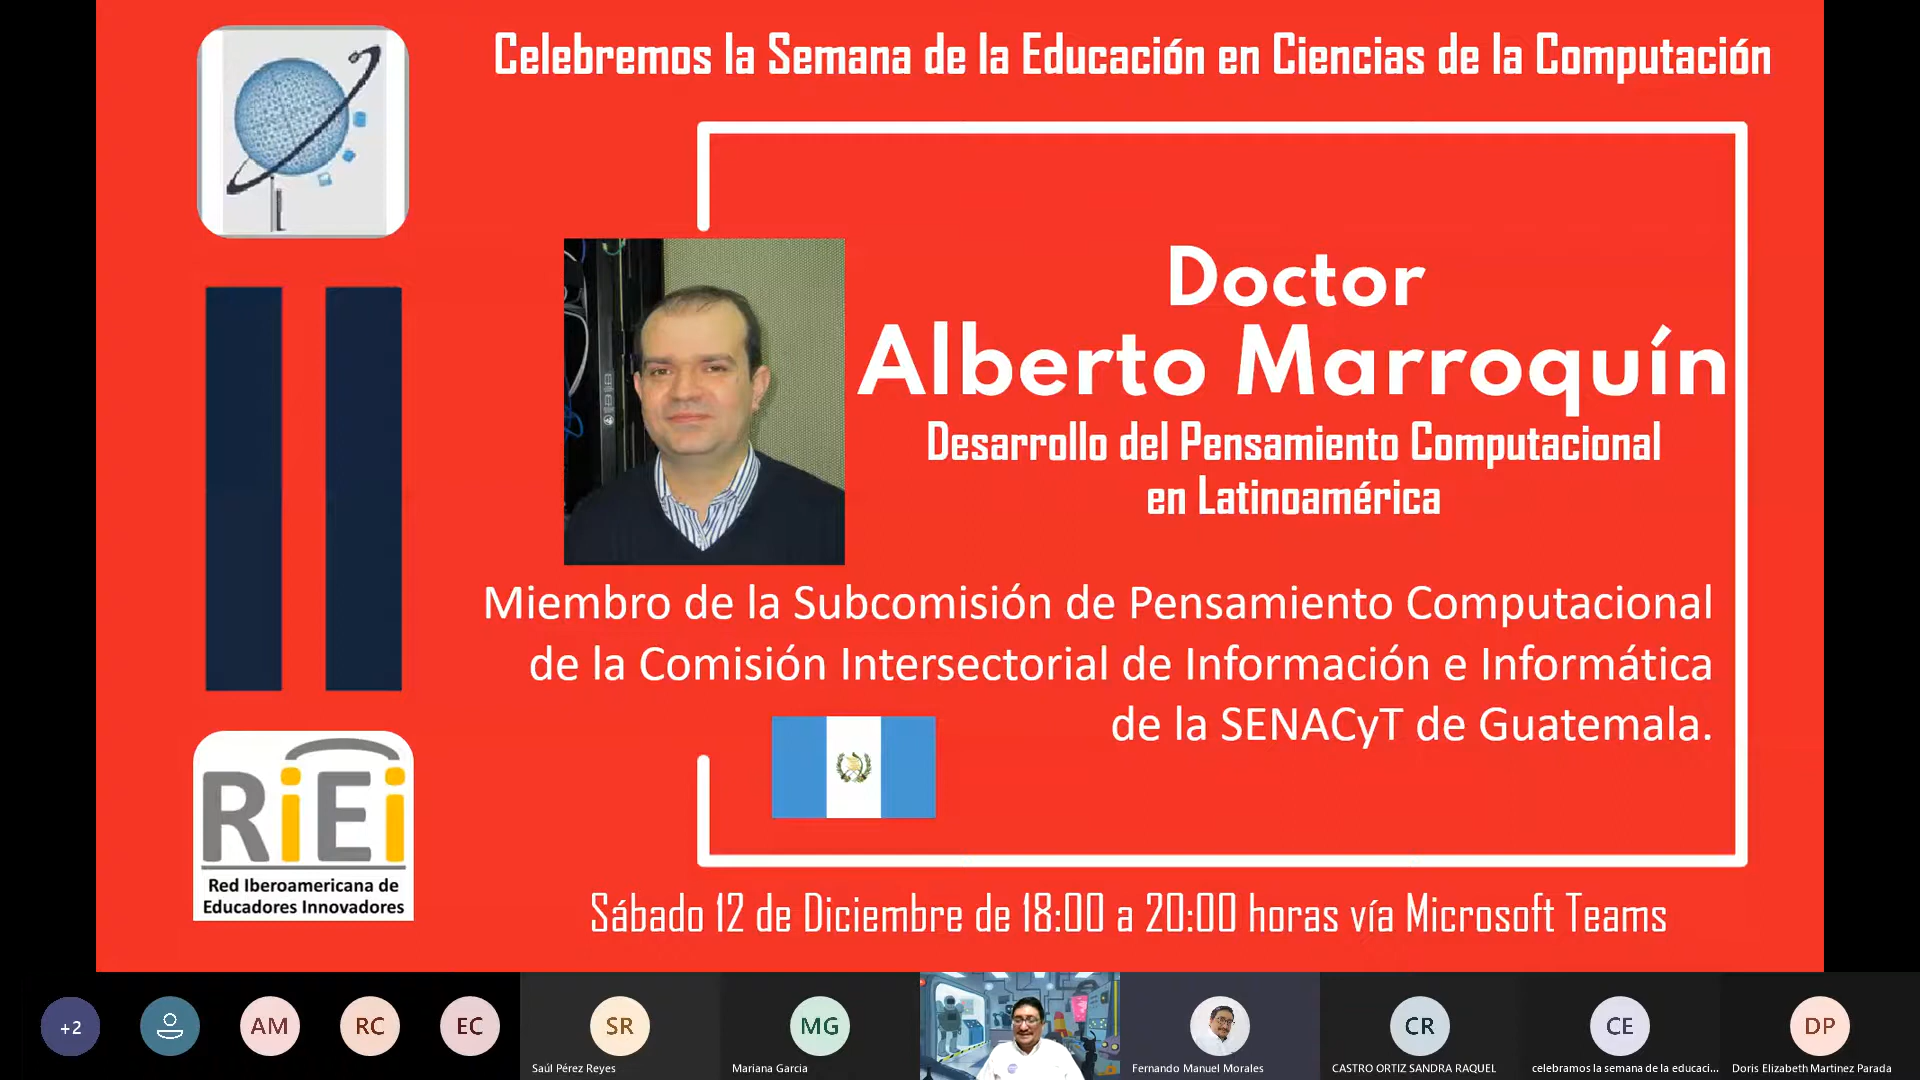 Celebremos la Semana de la Educación en Ciencias de la Computación
Doctor
Alberto Marroquín
Desarrollo del Pensamiento Computacional
en Latinoamérica
Miembro de la Subcomisión de Pensamiento Computacional
de la Comisión Intersectorial de Información e Informática
de la SENACyT de Guatemala.
RiEi
Red Iberoamericana de
Educadores Innovadores
Sábado 12 de Diciembre de 18:00 a 20:00 horas vía Microsoft Teams
+2
AM
RC
EC
SR
Saúl Pérez Reyes
MG
Mariana Garcia
Fernando Manuel Morales
CR
CASTRO ORTIZ SANDRA RAQUEL
CE
celebramos la semana de la educaci...
DP
Doris Elizabeth Martinez Parada